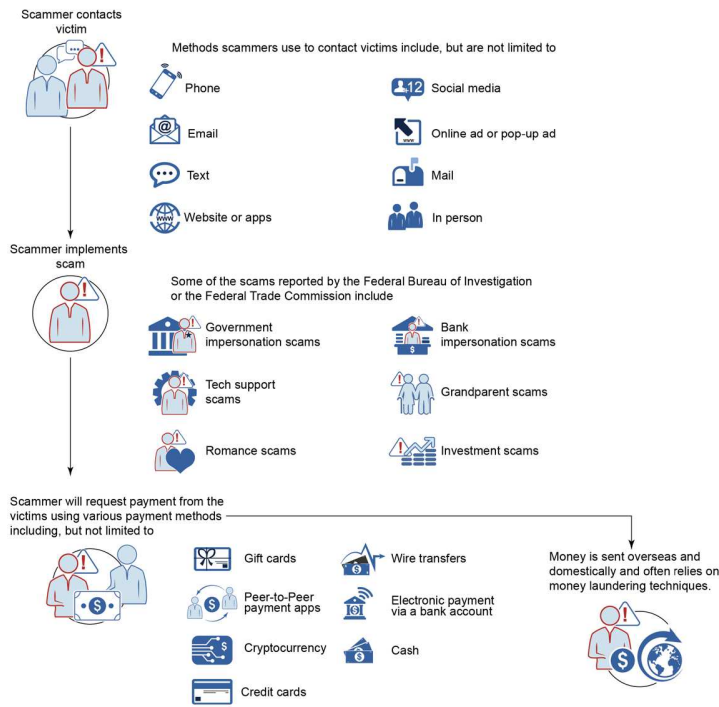 Scammer contacts
victim
Methods scammers use to contact victims include, but are not limited to
Phone
12
Social media
@
Email
www
Online ad or pop-up ad
Text
Mail
www
Website or apps
In person
Scammer implements
scam
Some of the scams reported by the Federal Bureau of Investigation
or the Federal Trade Commission include
Government
impersonation scams
$
Bank
impersonation scams
Tech support
scams
Grandparent scams
Romance scams
Investment scams
Scammer will request payment from the
victims using various payment methods
including, but not limited to
$
Gift cards
$
Wire transfers
$
Peer-to-Peer
payment apps
$
Electronic payment
via a bank account
$
Cryptocurrency
$
Cash
Credit cards
Money is sent overseas and
domestically and often relies on
money laundering techniques.
$